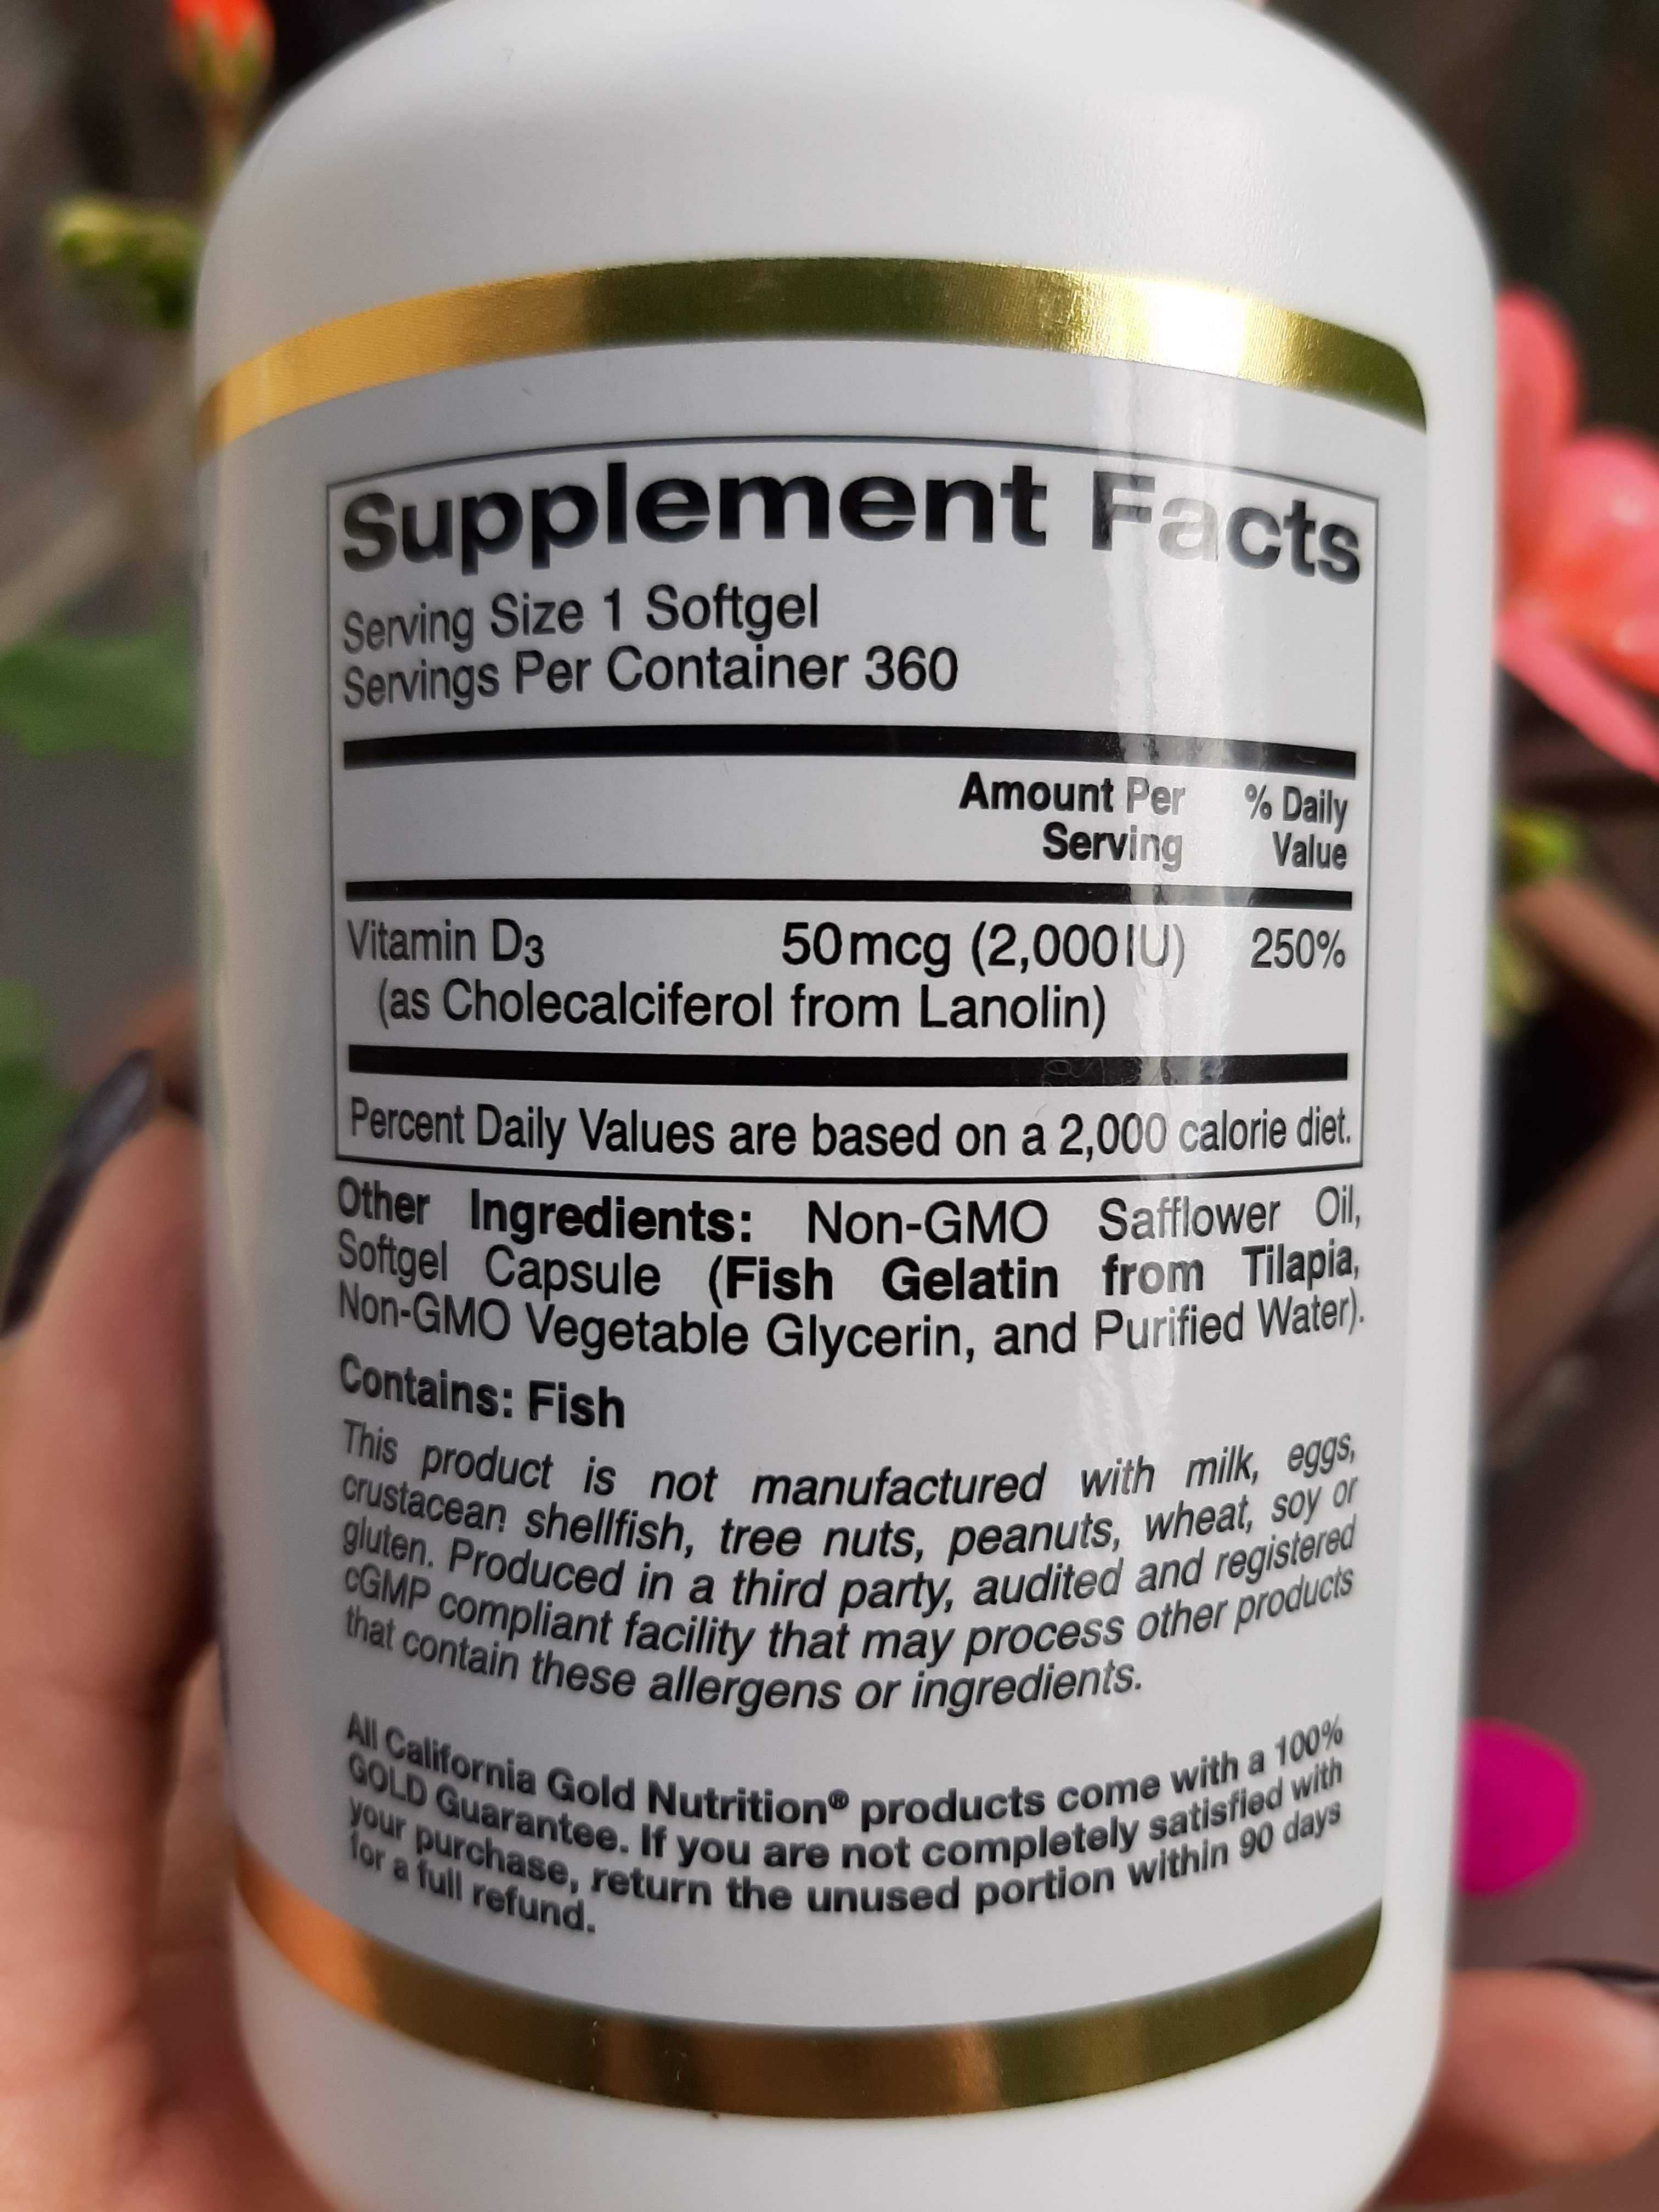 Supplement Facts
Serving Size 1 Softgel
Servings Per Container 360
Amount Per
Serving
% Daily
Value
Vitamin D3 50mcg (2,000IU) 250%
(as Cholecalciferol from Lanolin)
Percent Daily Values are based on a 2,000 calorie diet.
Other Ingredients: Non-GMO Safflower Oil,
Softgel Capsule (Fish Gelatin from Tilapia,
Non-GMO Vegetable Glycerin, and Purified Water).
Contains: Fish
This product is not manufactured with milk, eggs,
crustacean shellfish, tree nuts, peanuts, wheat, soy or
gluten. Produced in a third party, audited and registered
cGMP compliant facility that may process other products
that contain these allergens or ingredients.
All California Gold Nutrition® products come with a 100%
GOLD Guarantee. If you are not completely satisfied with
your purchase, return the unused portion within 90 days
for a full refund.